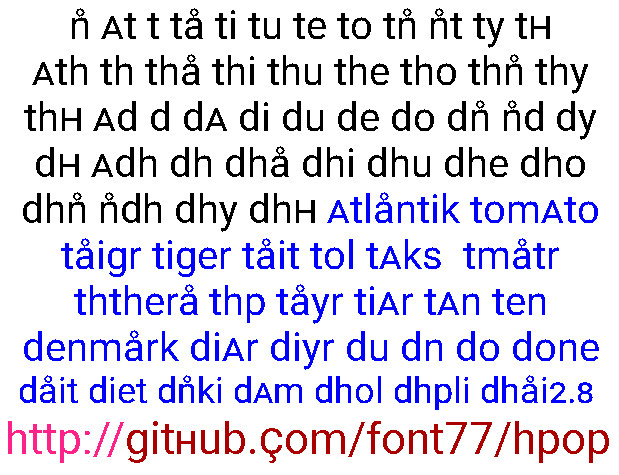 n̊ ᴀt t tå ti tu te to tn̊ n̊t ty tʜ
ᴀth th thå thi thu the tho thn̊ thy
thʜ ᴀd d dᴀ di du de do dn̊ n̊d dy
dʜ ᴀdh dh dhå dhi dhu dhe dho
dhn̊ n̊dh dhy dhʜ ᴀtlåntik tomᴀto
tåigr tiger tåit tol tᴀks tmåtr
ththerå thp tåyr tiᴀr tᴀn ten
denmårk diᴀr diyr du dn do done
dåit diet dn̊ki dᴀm dhol dhpli dhåi2.8
http://gitʜub.çom/font77/hpop